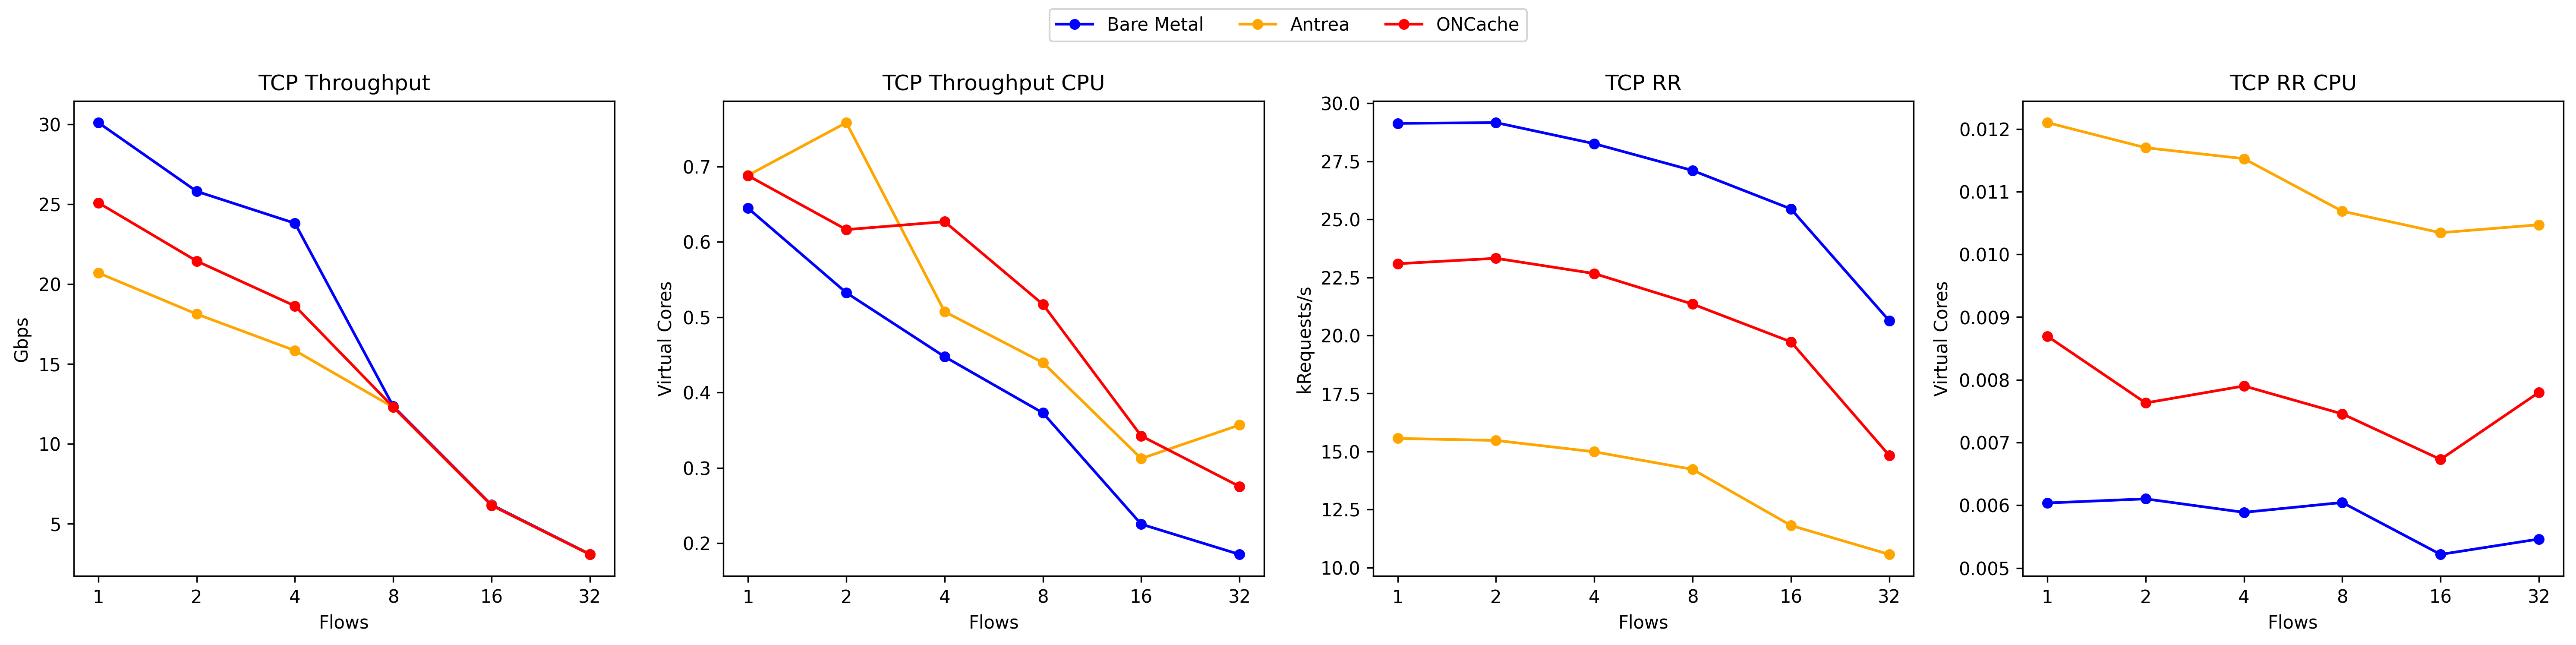 Bare Metal Antrea ONCache
TCP Throughput
30
25
20
15
10
5
Gbps
1 2 4 8 16 32
Flows
TCP Throughput CPU
0.7
0.6
0.5
0.4
0.3
0.2
Virtual Cores
1 2 4 8 16 32
Flows
TCP RR
30.0
27.5
25.0
22.5
20.0
17.5
15.0
12.5
10.0
kRequests/s
1 2 4 8 16 32
Flows
TCP RR CPU
0.012
0.011
0.010
0.009
0.008
0.007
0.006
0.005
Virtual Cores
1 2 4 8 16 32
Flows